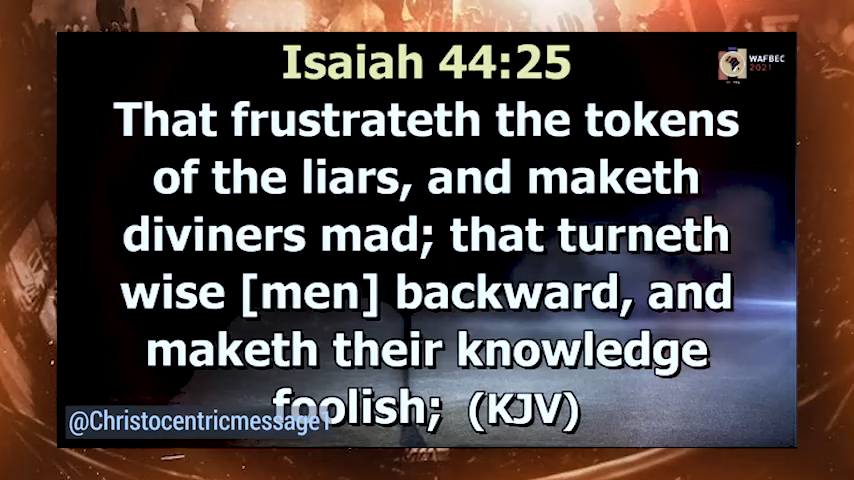 Isaiah 44:25
WAFBEC
2021
That frustrateth the tokens
of the liars, and maketh
diviners mad; that turneth
wise [men] backward, and
maketh their knowledge
foolish; (KJV)
@Christocentricmessage1